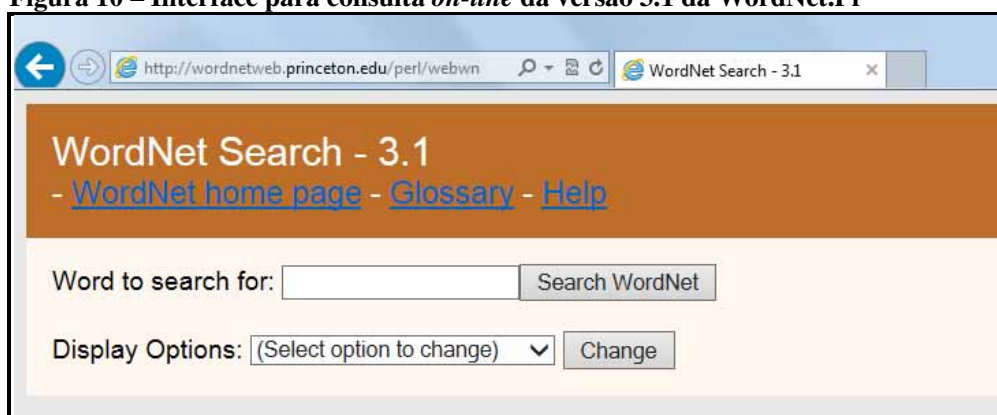 Figura 10 – Interface para consulta on-line da versão 3.1 da WordNet.Pr
http://wordnetweb.princeton.edu/perl/webwn
WordNet Search - 3.1
WordNet Search - 3.1
- WordNet home page - Glossary - Help
Word to search for: Search WordNet
Display Options: (Select option to change) Change